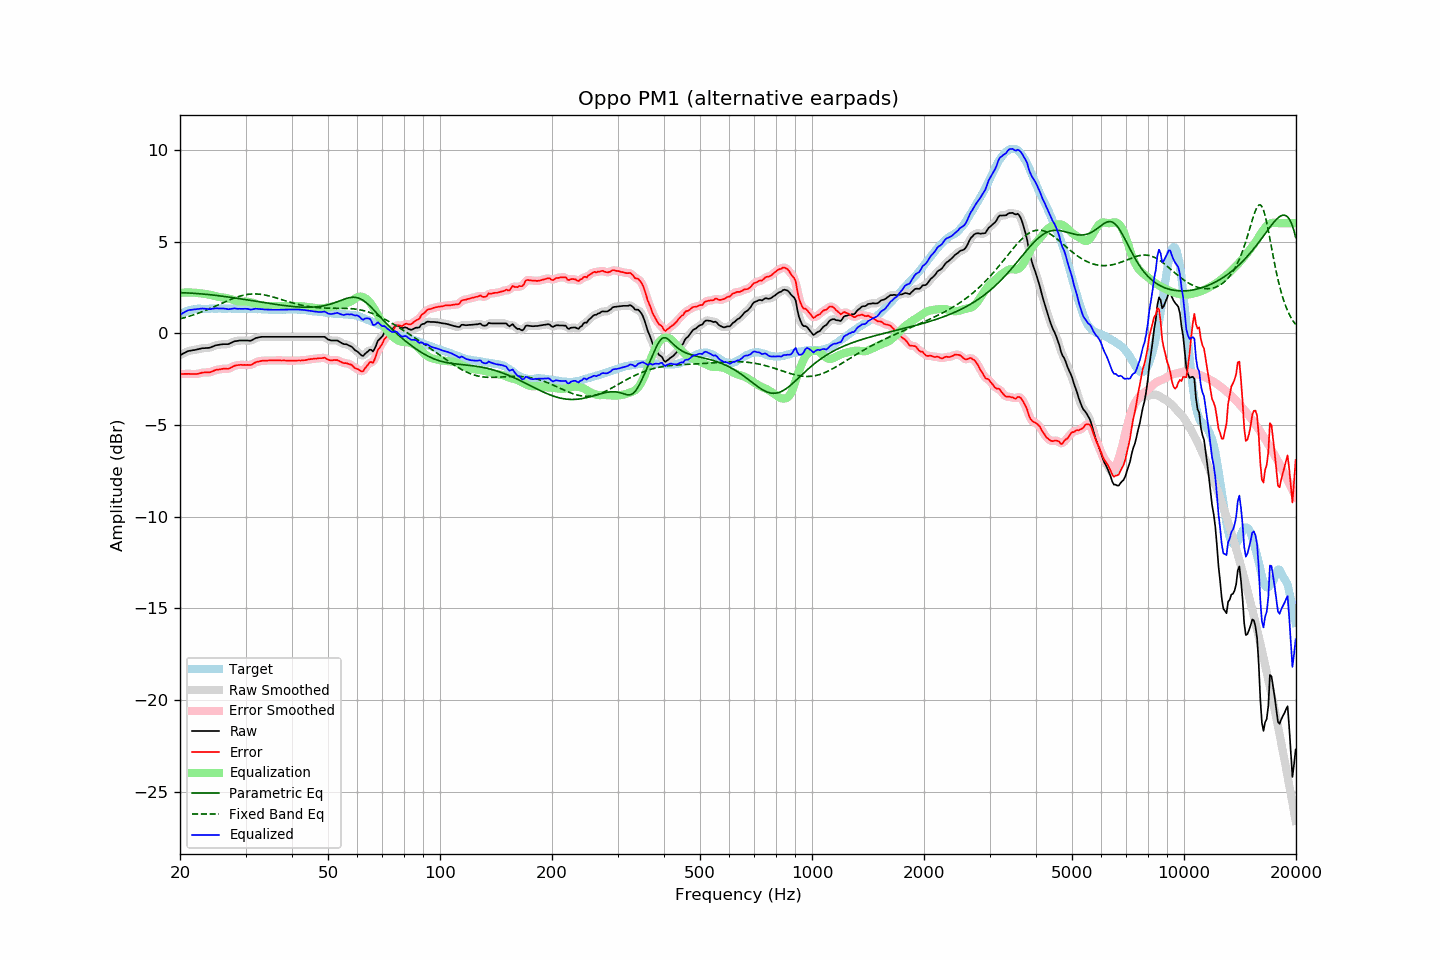 Oppo PM1 (alternative earpads)
10
5
0
−5
−10
−15
−20
−25
Amplitude (dBr)
Target
Raw Smoothed
Error Smoothed
Raw
Error
Equalization
Parametric Eq
Fixed Band Eq
Equalized
20 50 100 200 500 1000 2000 5000 10000 20000
Frequency (Hz)